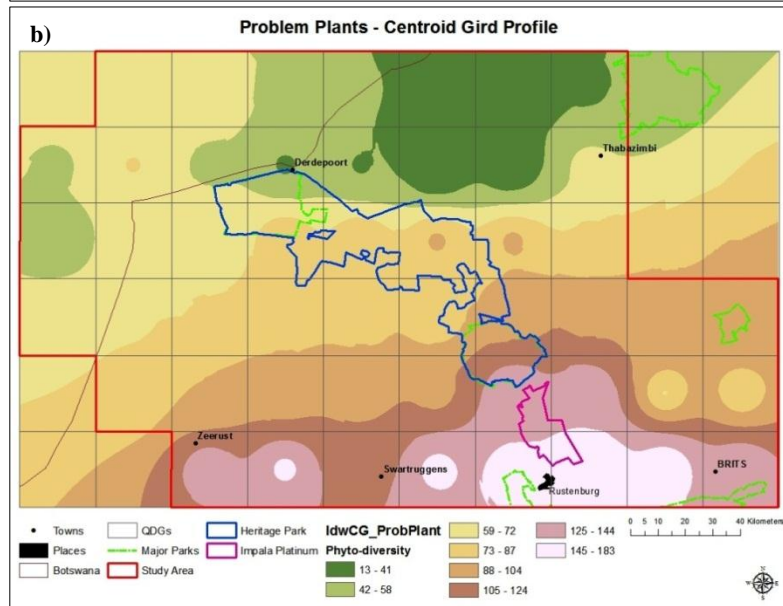 Problem Plants - Centroid Gird Profile
b)
Derdepoort
Thabazimbi
Zeerust
Swartruggens
Rustenburg
BRITS
Towns
Places
Botswana
QDGs
Major Parks
Study Area
Heritage Park
Impala Platinum
IdwCG_ProbPlant
Phyto-diversity
13 - 41
42 - 58
59 - 72
73 - 87
88 - 104
105 - 124
125 - 144
145 - 183
0 5 10 20 30 40 Kilometers
N